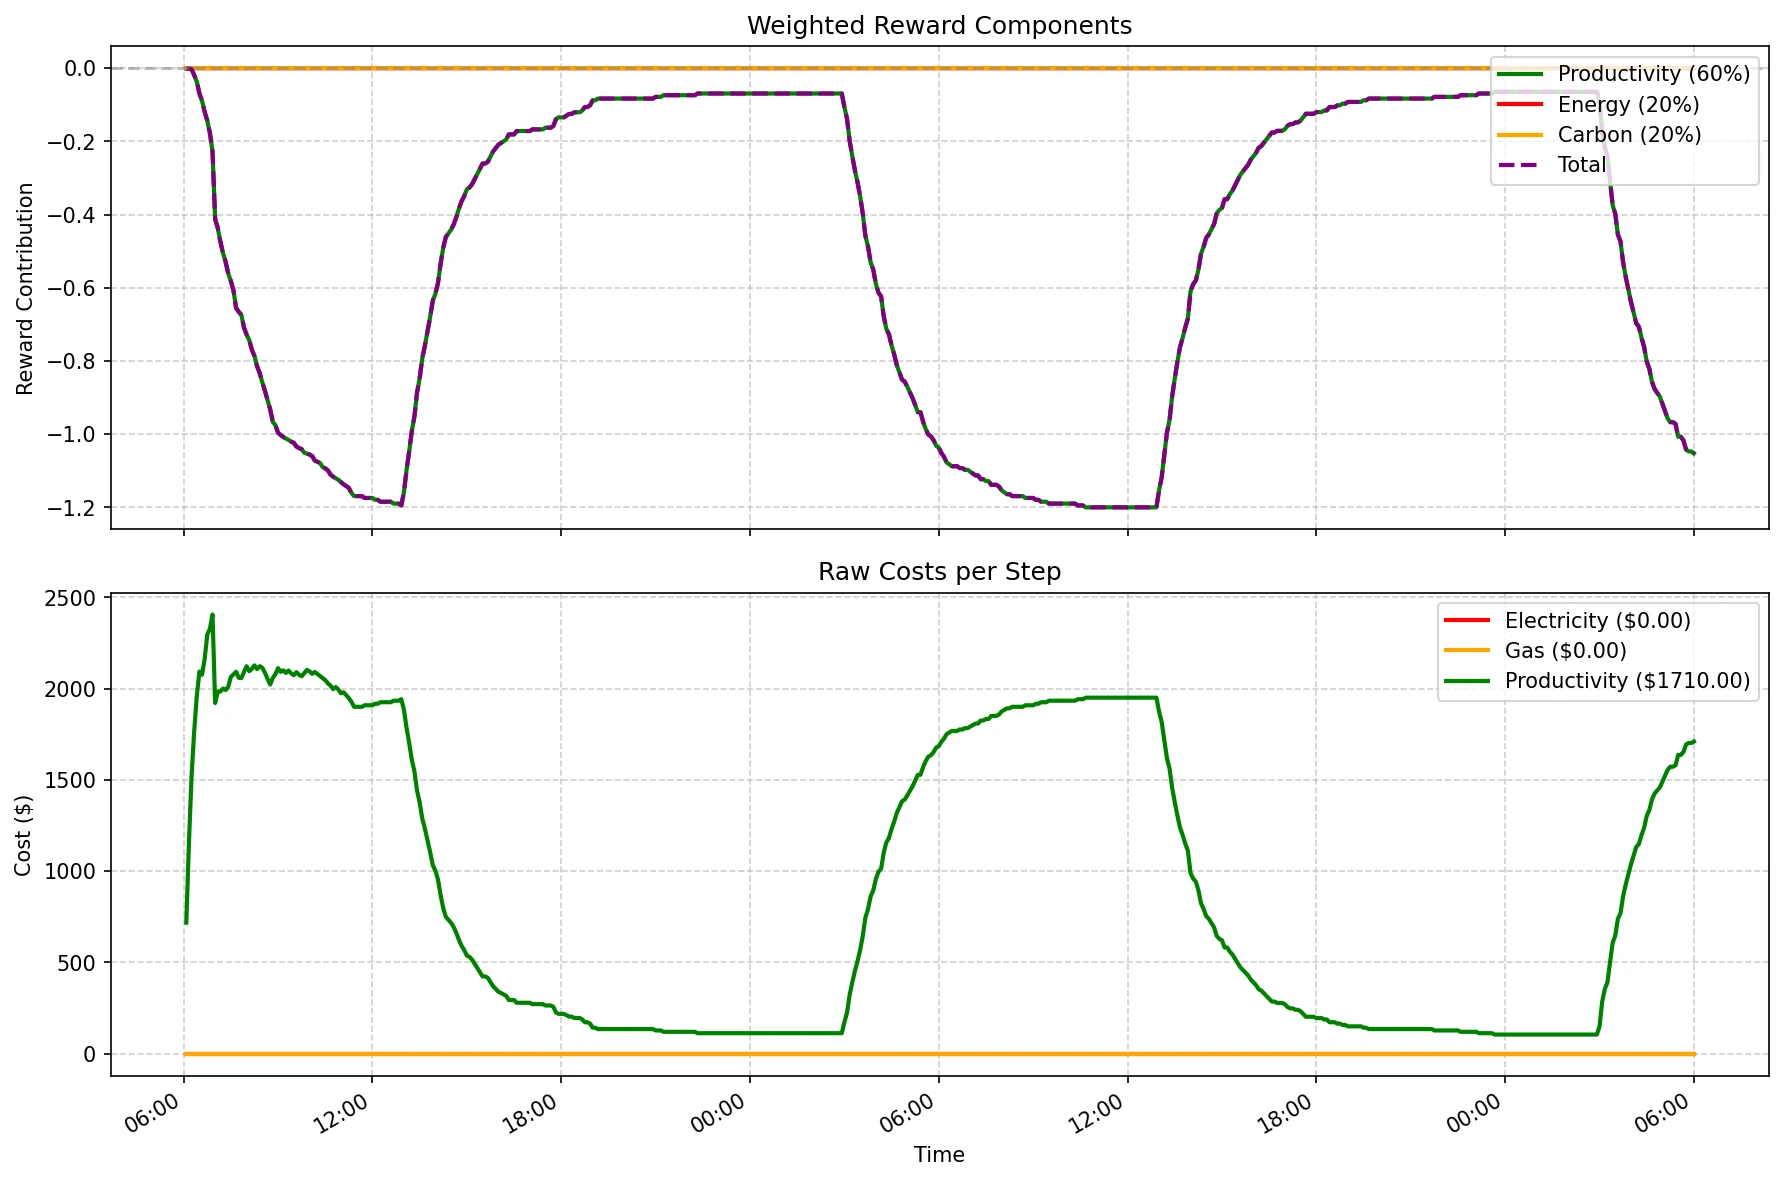 Weighted Reward Components
Reward Contribution
0.0
−0.2
−0.4
−0.6
−0.8
−1.0
−1.2
Productivity (60%)
Energy (20%)
Carbon (20%)
Total
Raw Costs per Step
Cost ($)
2500
2000
1500
1000
500
0
Electricity ($0.00)
Gas ($0.00)
Productivity ($1710.00)
06:00
12:00
18:00
00:00
06:00
12:00
18:00
00:00
06:00
Time